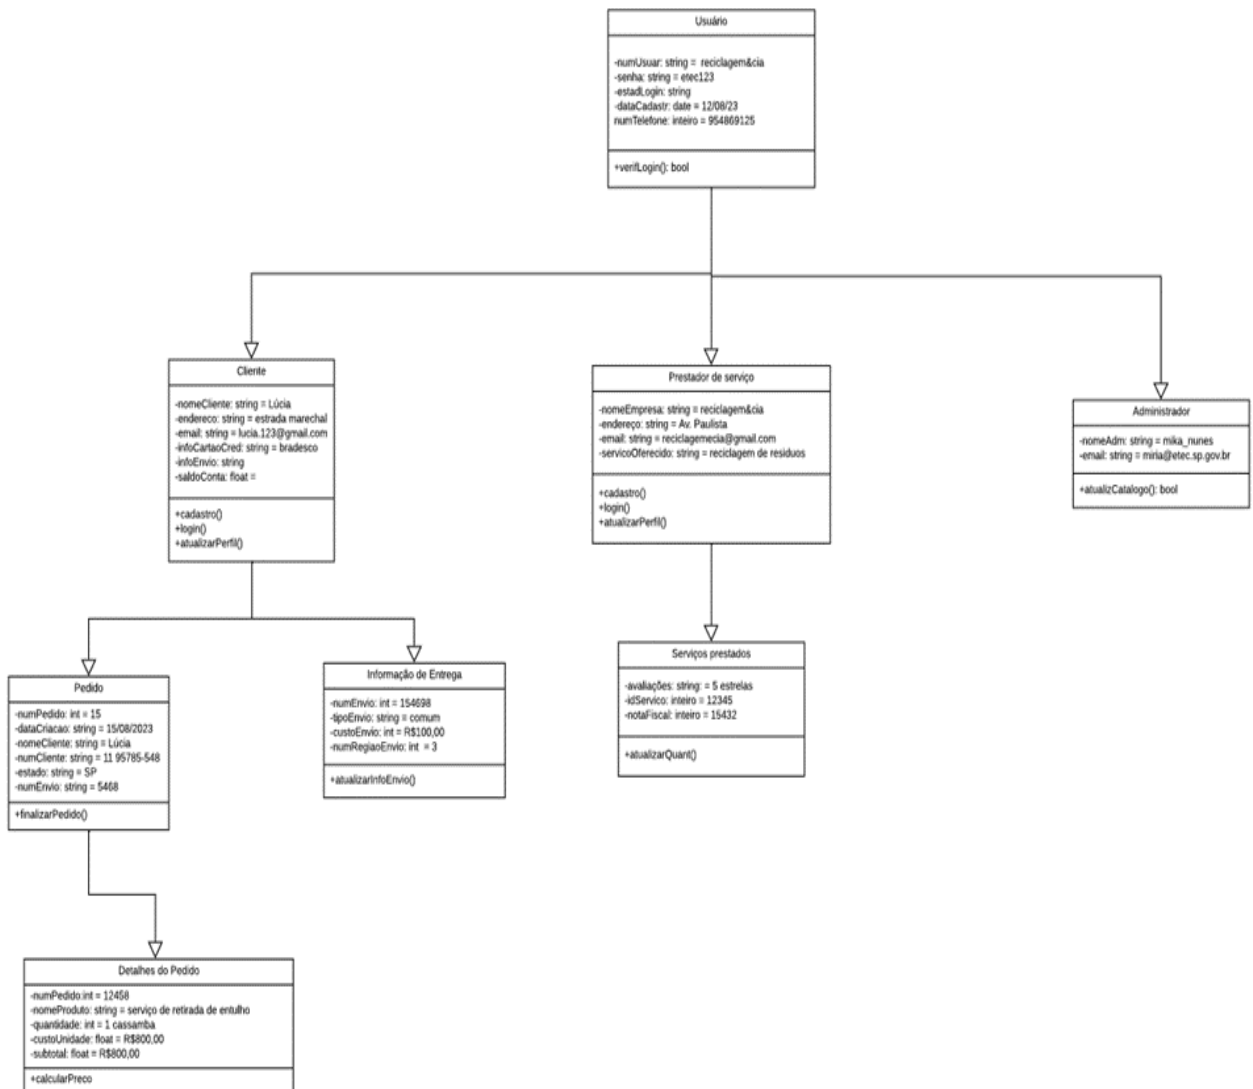 Usuário
-numUsuar: string = reciclagem&cia
-senha: string = etec123
-estadLogin: string
-dataCadastr: date = 12/08/23
numTelefone: inteiro = 954869125
+verifLogin(): bool
Cliente
-nomeCliente: string = Lúcia
-endereco: string = estrada marechal
-email: string = lucia.123@gmail.com
-infoCartaoCred: string = bradesco
-infoEnvio: string
-saldoConta: float =
+cadastro()
+login()
+atualizarPerfil()
Prestador de serviço
-nomeEmpresa: string = reciclagem&cia
-endereço: string = Av. Paulista
-email: string = reciclagemecia@gmail.com
-servicoOferecido: string = reciclagem de residuos
+cadastro()
+login()
+atualizarPerfil()
Administrador
-nomeAdm: string = mika_nunes
-email: string = miria@etec.sp.gov.br
+atualizCatalogo(): bool
Pedido
-numPedido: int = 15
-dataCriacao: string = 15/08/2023
-nomeCliente: string = Lúcia
-numCliente: string = 11 95785-548
-estado: string = SP
-numEnvio: string = 5468
+finalizarPedido()
Informação de Entrega
-numEnvio: int = 154698
-tipoEnvio: string = comum
-custoEnvio: int = R$100,00
-numRegiaoEnvio: int = 3
+atualizarInfoEnvio()
Serviços prestados
-avaliações: string: = 5 estrelas
-idServico: inteiro = 12345
-notaFiscal: inteiro = 15432
+atualizarQuant()
Detalhes do Pedido
-numPedido:int = 12458
-nomeProduto: string = serviço de retirada de entulho
-quantidade: int = 1 cassamba
-custoUnidade: float = R$800,00
-subtotal: float = R$800,00
+calcularPreco